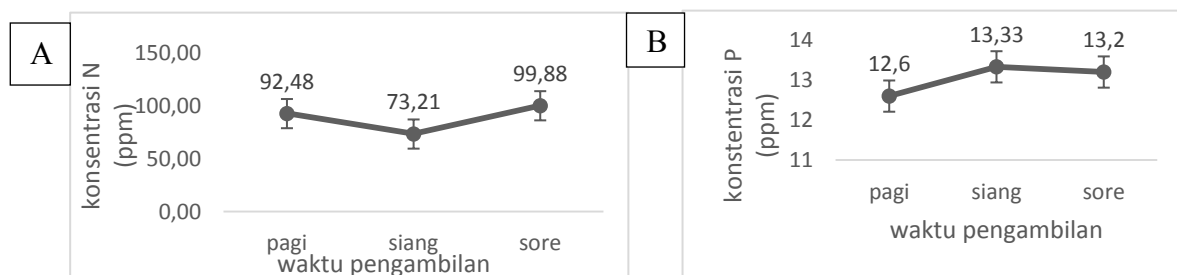 A
konsentrasi N
(ppm)
150,00
100,00
50,00
0,00
92,48
73,21
99,88
pagi
siang
sore
waktu pengambilan
B
konstentrasi P
(ppm)
14
13
12
11
12,6
13,33
13,2
pagi
siang
sore
waktu pengambilan